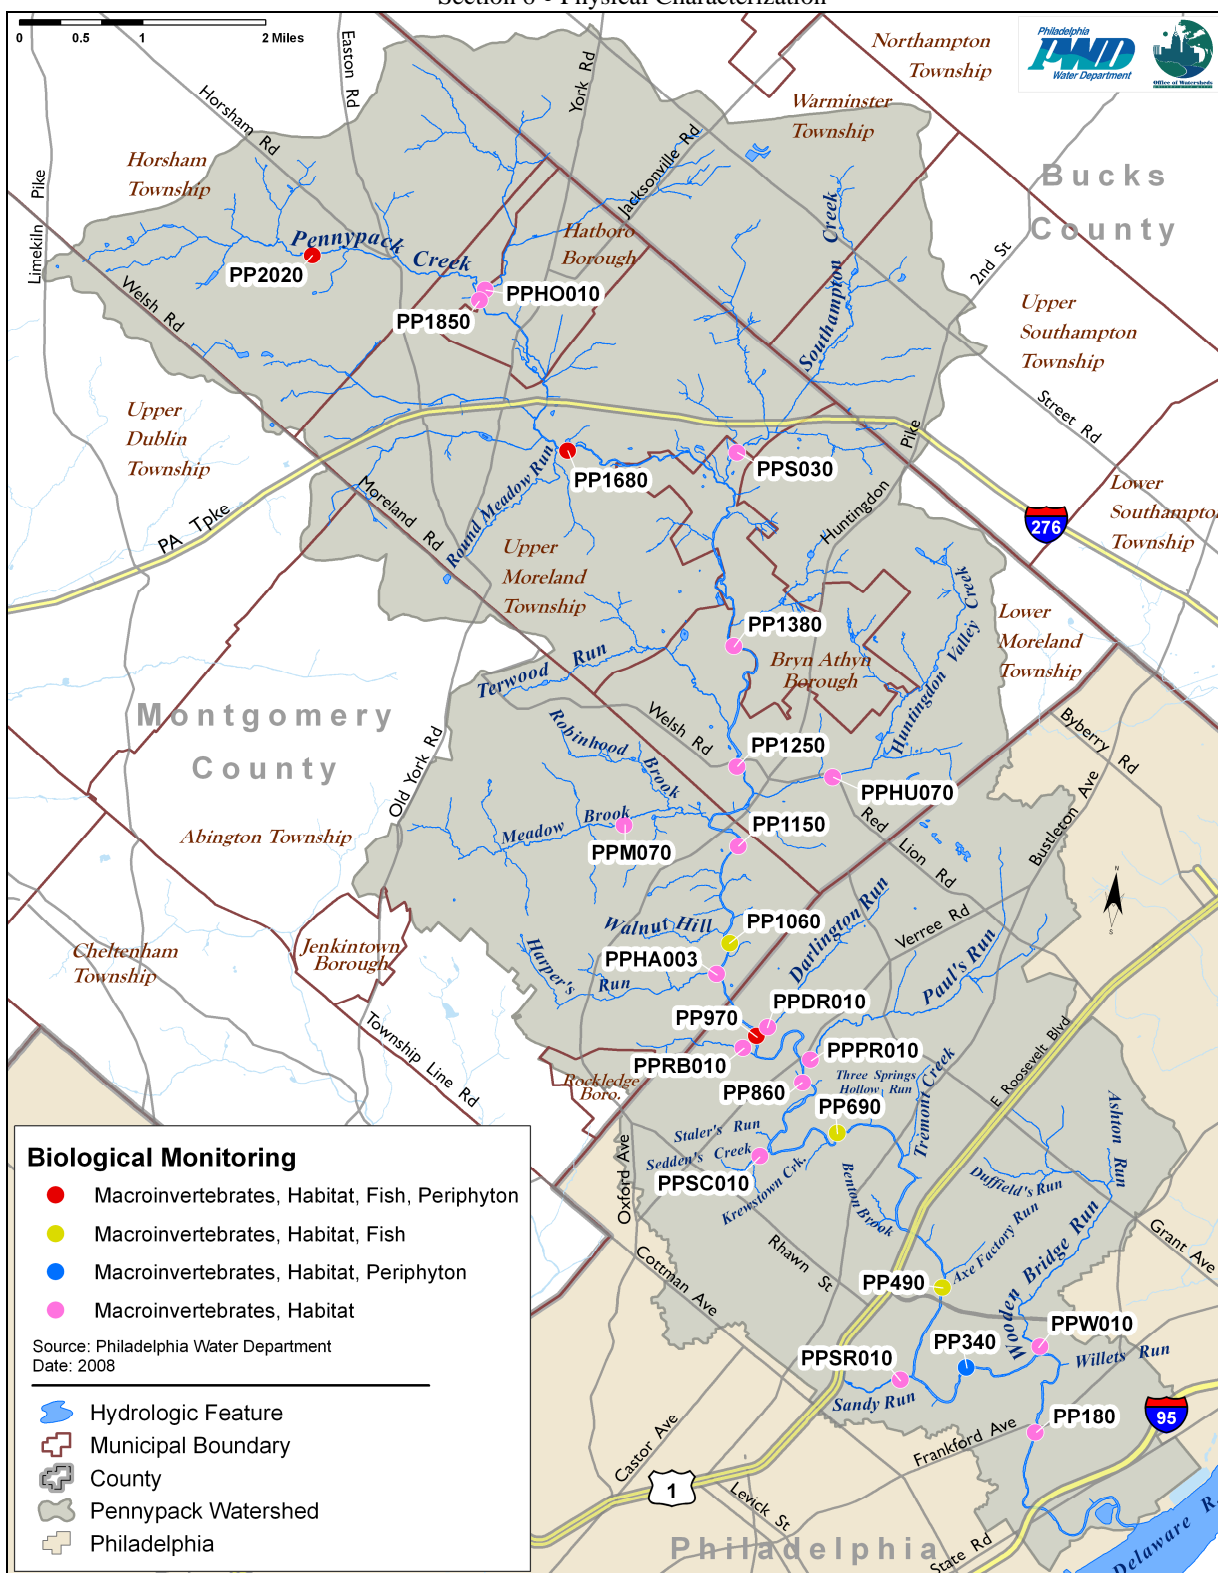 Section 8 - Physical Characterization
0 0.5 1 2 Miles
Philadelphia
PWD
Water Department
Office of Watersheds
Northampton
Township
Warminster
Township
Bucks
County
Horsham
Township
Horsham Rd
Easton Rd
York Rd
Jacksonville Rd
Limekiln Pike
Hatboro
Borough
Pennypack Creek
PP2020
PPHO010
PP1850
Southampton Creek
2nd St
Upper
Southampton
Township
Welsh Rd
Street Rd
Upper
Dublin
Township
Pike
Huntingdon
PPS030
PP1680
Round Meadow Run
Moreland Rd
PA Tpke
276
Lower
Southampton
Township
Upper
Moreland
Township
Lower
Moreland
Township
PP1380
Bryn Athyn
Borough
Huntingdon Valley Creek
Terwood Run
Montgomery
County
Robinhood Brook
Welsh Rd
PP1250
PPHU070
Byberry Rd
Old York Rd
Meadow Brook
PPM070
PP1150
Red Lion Rd
Bustleton Ave
Abington Township
N
S
Cheltenham
Township
Jenkintown
Borough
Walnut Hill
PP1060
Darlington Run
Verree Rd
Paul's Run
Harper's Run
PPHA003
PPDR010
PP970
PPRB010
PPPR010
PP860
Three Springs
Hollow Run
PP690
Tremont Creek
E Roosevelt Blvd
Township Line Rd
Rockledge
Boro.
Staler's Run
Sedden's Creek
PPSC010
Krewstown Crk.
Benton Brook
Ashton Run
Duffield's Run
Axe Factory Run
Wooden Bridge Run
Grant Ave
Oxford Ave
Cottman Ave
Rhawn St
PP490
PPW010
PP340
PPSR010
Willets Run
Sandy Run
PP180
95
Frankford Ave
Castor Ave
1
Levick St
State Rd
Philadelphia
Delaware R.
Biological Monitoring
Macroinvertebrates, Habitat, Fish, Periphyton
Macroinvertebrates, Habitat, Fish
Macroinvertebrates, Habitat, Periphyton
Macroinvertebrates, Habitat
Source: Philadelphia Water Department
Date: 2008
Hydrologic Feature
Municipal Boundary
County
Pennypack Watershed
Philadelphia